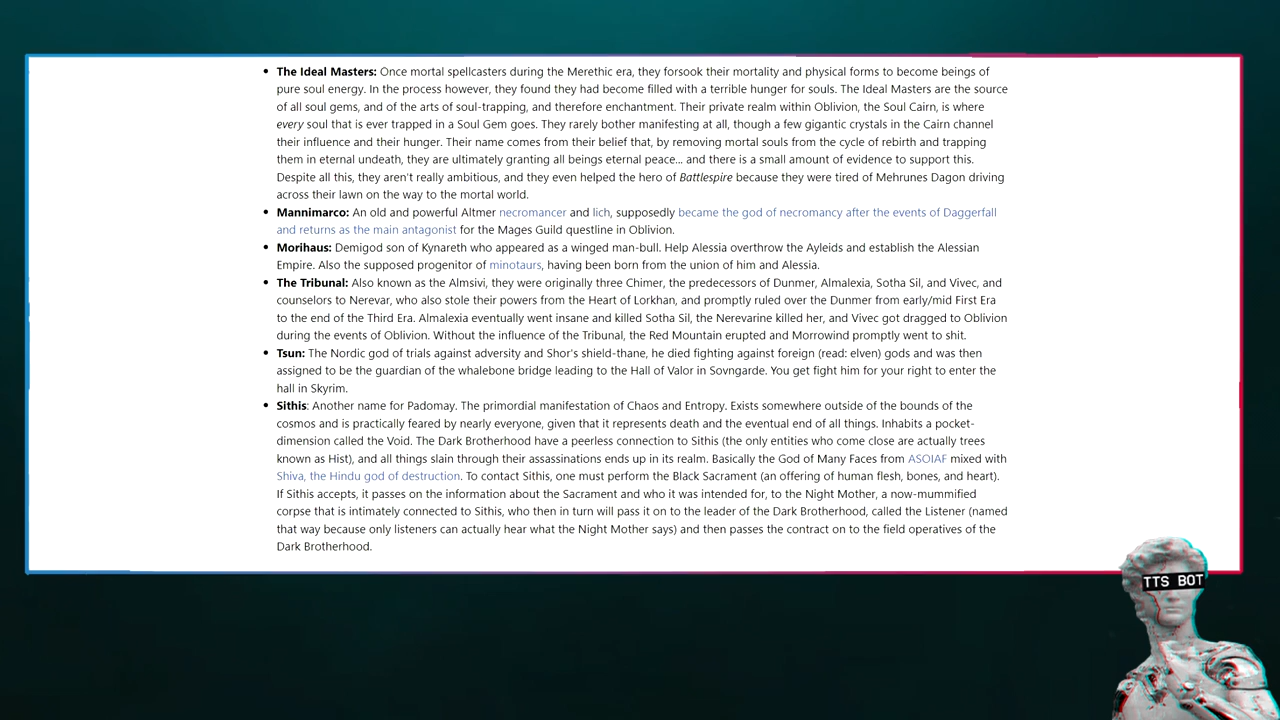 • The Ideal Masters: Once mortal spellcasters during the Merethic era, they forsook their mortality and physical forms to become beings of
pure soul energy. In the process however, they found they had become filled with a terrible hunger for souls. The Ideal Masters are the source
of all soul gems, and of the arts of soul-trapping, and therefore enchantment. Their private realm within Oblivion, the Soul Cairn, is where
every soul that is ever trapped in a Soul Gem goes. They rarely bother manifesting at all, though a few gigantic crystals in the Cairn channel
their influence and their hunger. Their name comes from their belief that, by removing mortal souls from the cycle of rebirth and trapping
them in eternal undeath, they are ultimately granting all beings eternal peace... and there is a small amount of evidence to support this.
Despite all this, they aren't really ambitious, and they even helped the hero of Battlespire because they were tired of Mehrunes Dagon driving
across their lawn on the way to the mortal world.
• Mannimarco: An old and powerful Altmer necromancer and lich, supposedly became the god of necromancy after the events of Daggerfall
and returns as the main antagonist for the Mages Guild questline in Oblivion.
• Morihaus: Demigod son of Kynareth who appeared as a winged man-bull. Help Alessia overthrow the Ayleids and establish the Alessian
Empire. Also the supposed progenitor of minotaurs, having been born from the union of him and Alessia.
• The Tribunal: Also known as the Almsivi, they were originally three Chimer, the predecessors of Dunmer, Almalexia, Sotha Sil, and Vivec, and
counselors to Nerevar, who also stole their powers from the Heart of Lorkhan, and promptly ruled over the Dunmer from early/mid First Era
to the end of the Third Era. Almalexia eventually went insane and killed Sotha Sil, the Nerevarine killed her, and Vivec got dragged to Oblivion
during the events of Oblivion. Without the influence of the Tribunal, the Red Mountain erupted and Morrowind promptly went to shit.
• Tsun: The Nordic god of trials against adversity and Shor's shield-thane, he died fighting against foreign (read: elven) gods and was then
assigned to be the guardian of the whalebone bridge leading to the Hall of Valor in Sovngarde. You get fight him for your right to enter the
hall in Skyrim.
• Sithis: Another name for Padomay. The primordial manifestation of Chaos and Entropy. Exists somewhere outside of the bounds of the
cosmos and is practically feared by nearly everyone, given that it represents death and the eventual end of all things. Inhabits a pocket-
dimension called the Void. The Dark Brotherhood have a peerless connection to Sithis (the only entities who come close are actually trees
known as Hist), and all things slain through their assassinations ends up in its realm. Basically the God of Many Faces from ASOIAF mixed with
Shiva, the Hindu god of destruction. To contact Sithis, one must perform the Black Sacrament (an offering of human flesh, bones, and heart).
If Sithis accepts, it passes on the information about the Sacrament and who it was intended for, to the Night Mother, a now-mummified
corpse that is intimately connected to Sithis, who then in turn will pass it on to the leader of the Dark Brotherhood, called the Listener (named
that way because only listeners can actually hear what the Night Mother says) and then passes the contract on to the field operatives of the
Dark Brotherhood.
TTS BOT